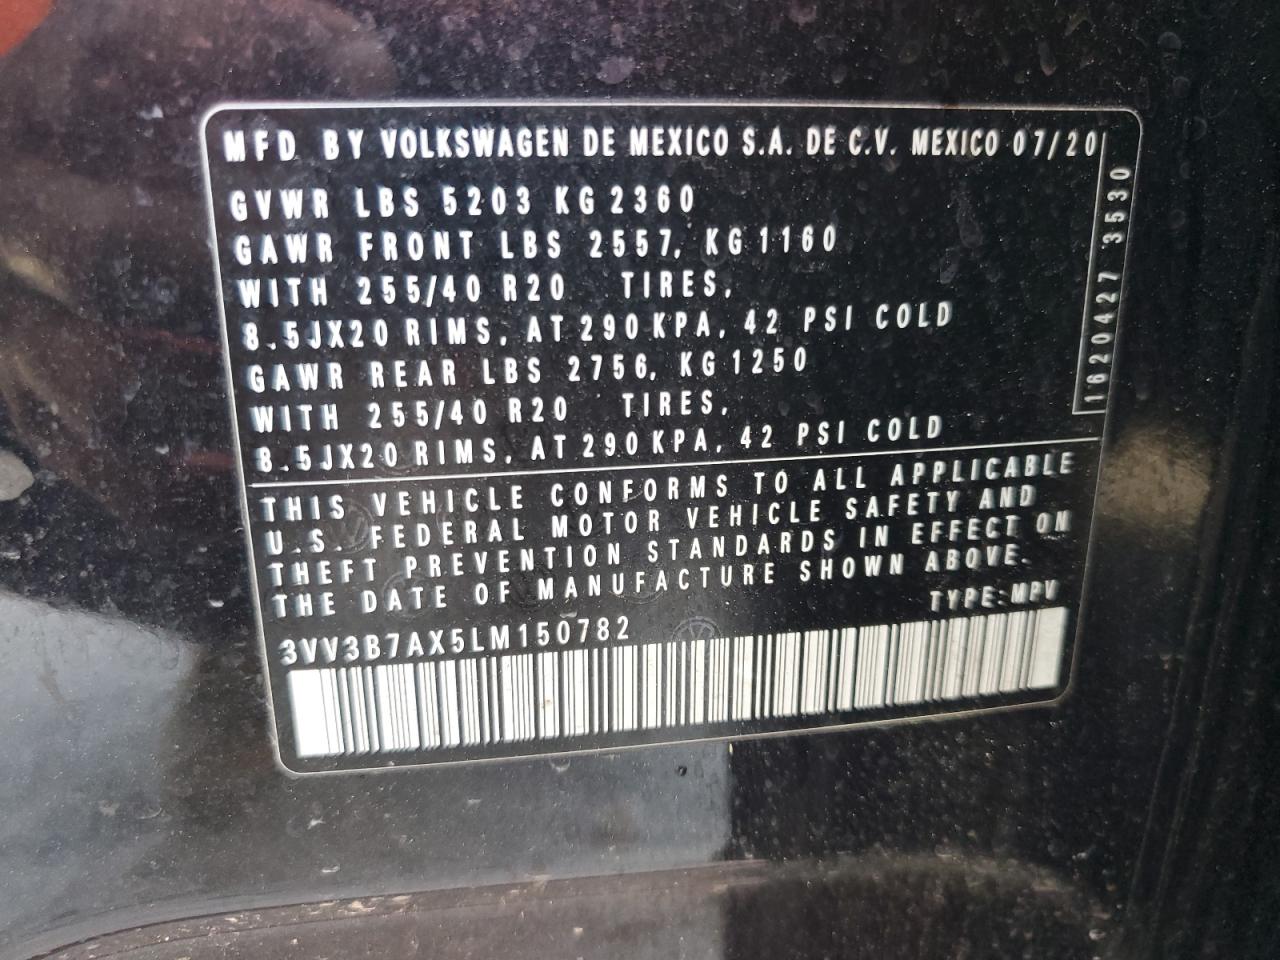 MFD BY VOLKSWAGEN DE MEXICO S.A. DE C.V. MEXICO 07/20
GVWR LBS 5203 KG 2360
GAWR FRONT LBS 2557, KG 1160
WITH 255/40 R20 TIRES,
8.5JX20 RIMS, AT 290 KPA, 42 PSI COLD
GAWR REAR LBS 2756, KG 1250
WITH 255/40 R20 TIRES,
8.5JX20 RIMS, AT 290 KPA, 42 PSI COLD
1620427 3530
THIS VEHICLE CONFORMS TO ALL APPLICABLE
U.S. FEDERAL MOTOR VEHICLE SAFETY AND
THEFT PREVENTION STANDARDS IN EFFECT ON
THE DATE OF MANUFACTURE SHOWN ABOVE.
TYPE:MPV
3VV3B7AX5LM150782